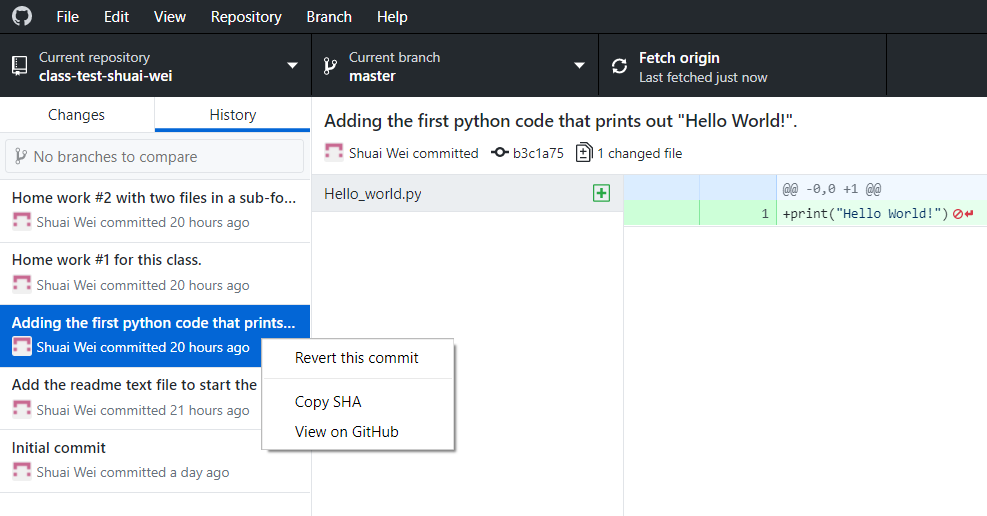 File Edit View Repository Branch Help
Current repository
class-test-shuai-wei
Current branch
master
Fetch origin
Last fetched just now
Changes History
No branches to compare
Home work #2 with two files in a sub-fo...
Shuai Wei committed 20 hours ago
Home work #1 for this class.
Shuai Wei committed 20 hours ago
Adding the first python code that prints...
Shuai Wei committed 20 hours ago
Add the readme text file to start the
Shuai Wei committed 21 hours ago
Initial commit
Shuai Wei committed a day ago
Revert this commit
Copy SHA
View on GitHub
Adding the first python code that prints out "Hello World!".
Shuai Wei committed b3c1a75 1 changed file
Hello_world.py
@@ -0,0 +1 @@
1 +print("Hello World!")